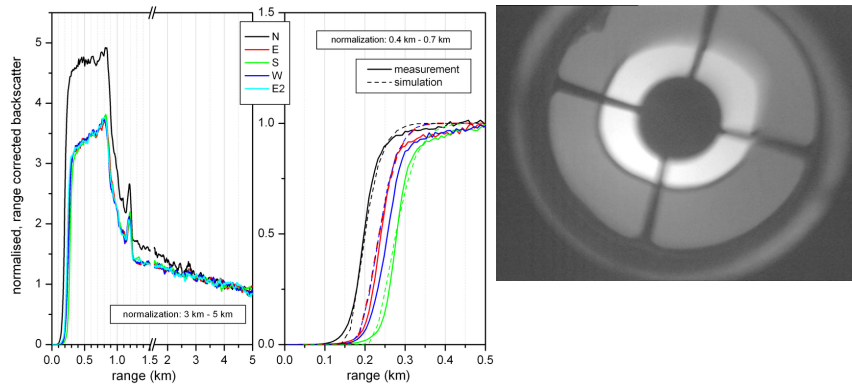 normalised, range corrected backscatter
5
4
3
2
1
0
0.0
0.5
1.0
1.5
2
3
4
5
range (km)
normalization: 3 km - 5 km
N
E
S
W
E2
1.5
1.0
0.5
0.0
0.0
0.1
0.2
0.3
0.4
0.5
range (km)
normalization: 0.4 km - 0.7 km
measurement
simulation